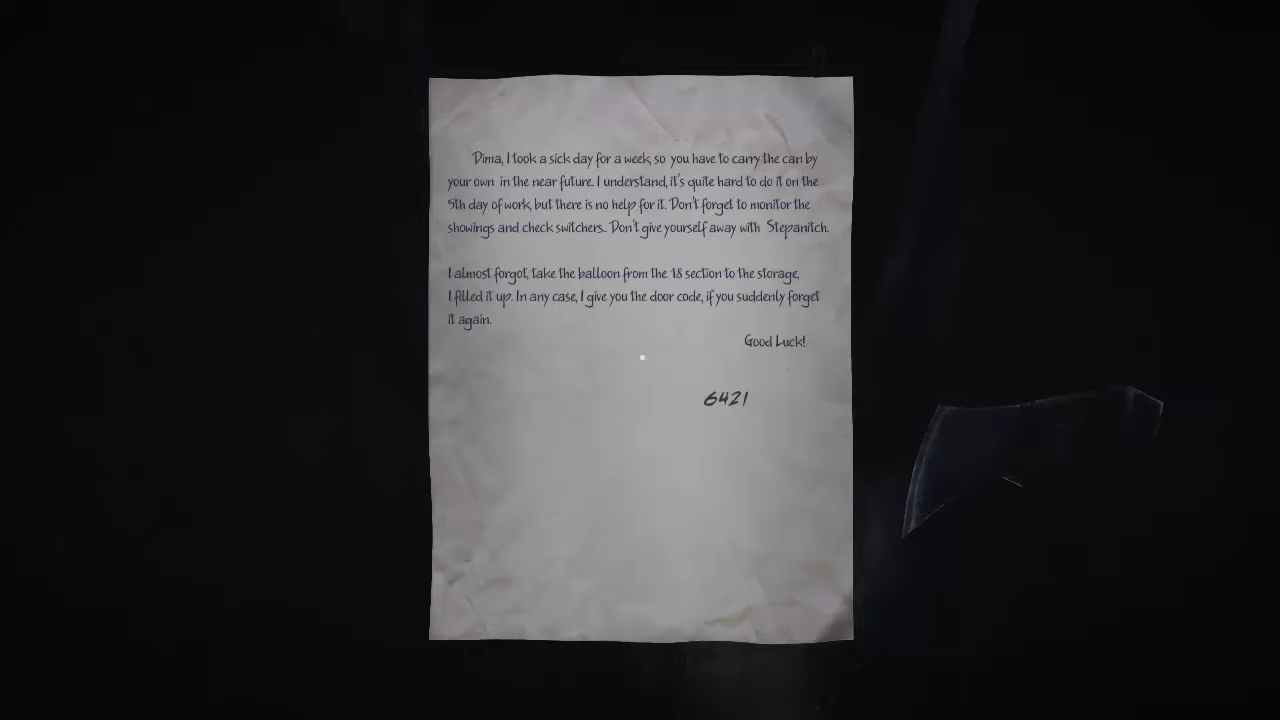 Dima, I took a sick day for a week, so you have to carry the can by
your own in the near future. I understand, it's quite hard to do it on the
5th day of work, but there is no help for it. Don't forget to monitor the
showings and check switchers.. Don't give yourself away with Stepanitch.
I almost forgot, take the balloon from the 18 section to the storage,
I filled it up. In any case, I give you the door code, if you suddenly forget
it again.
Good Luck!
6421